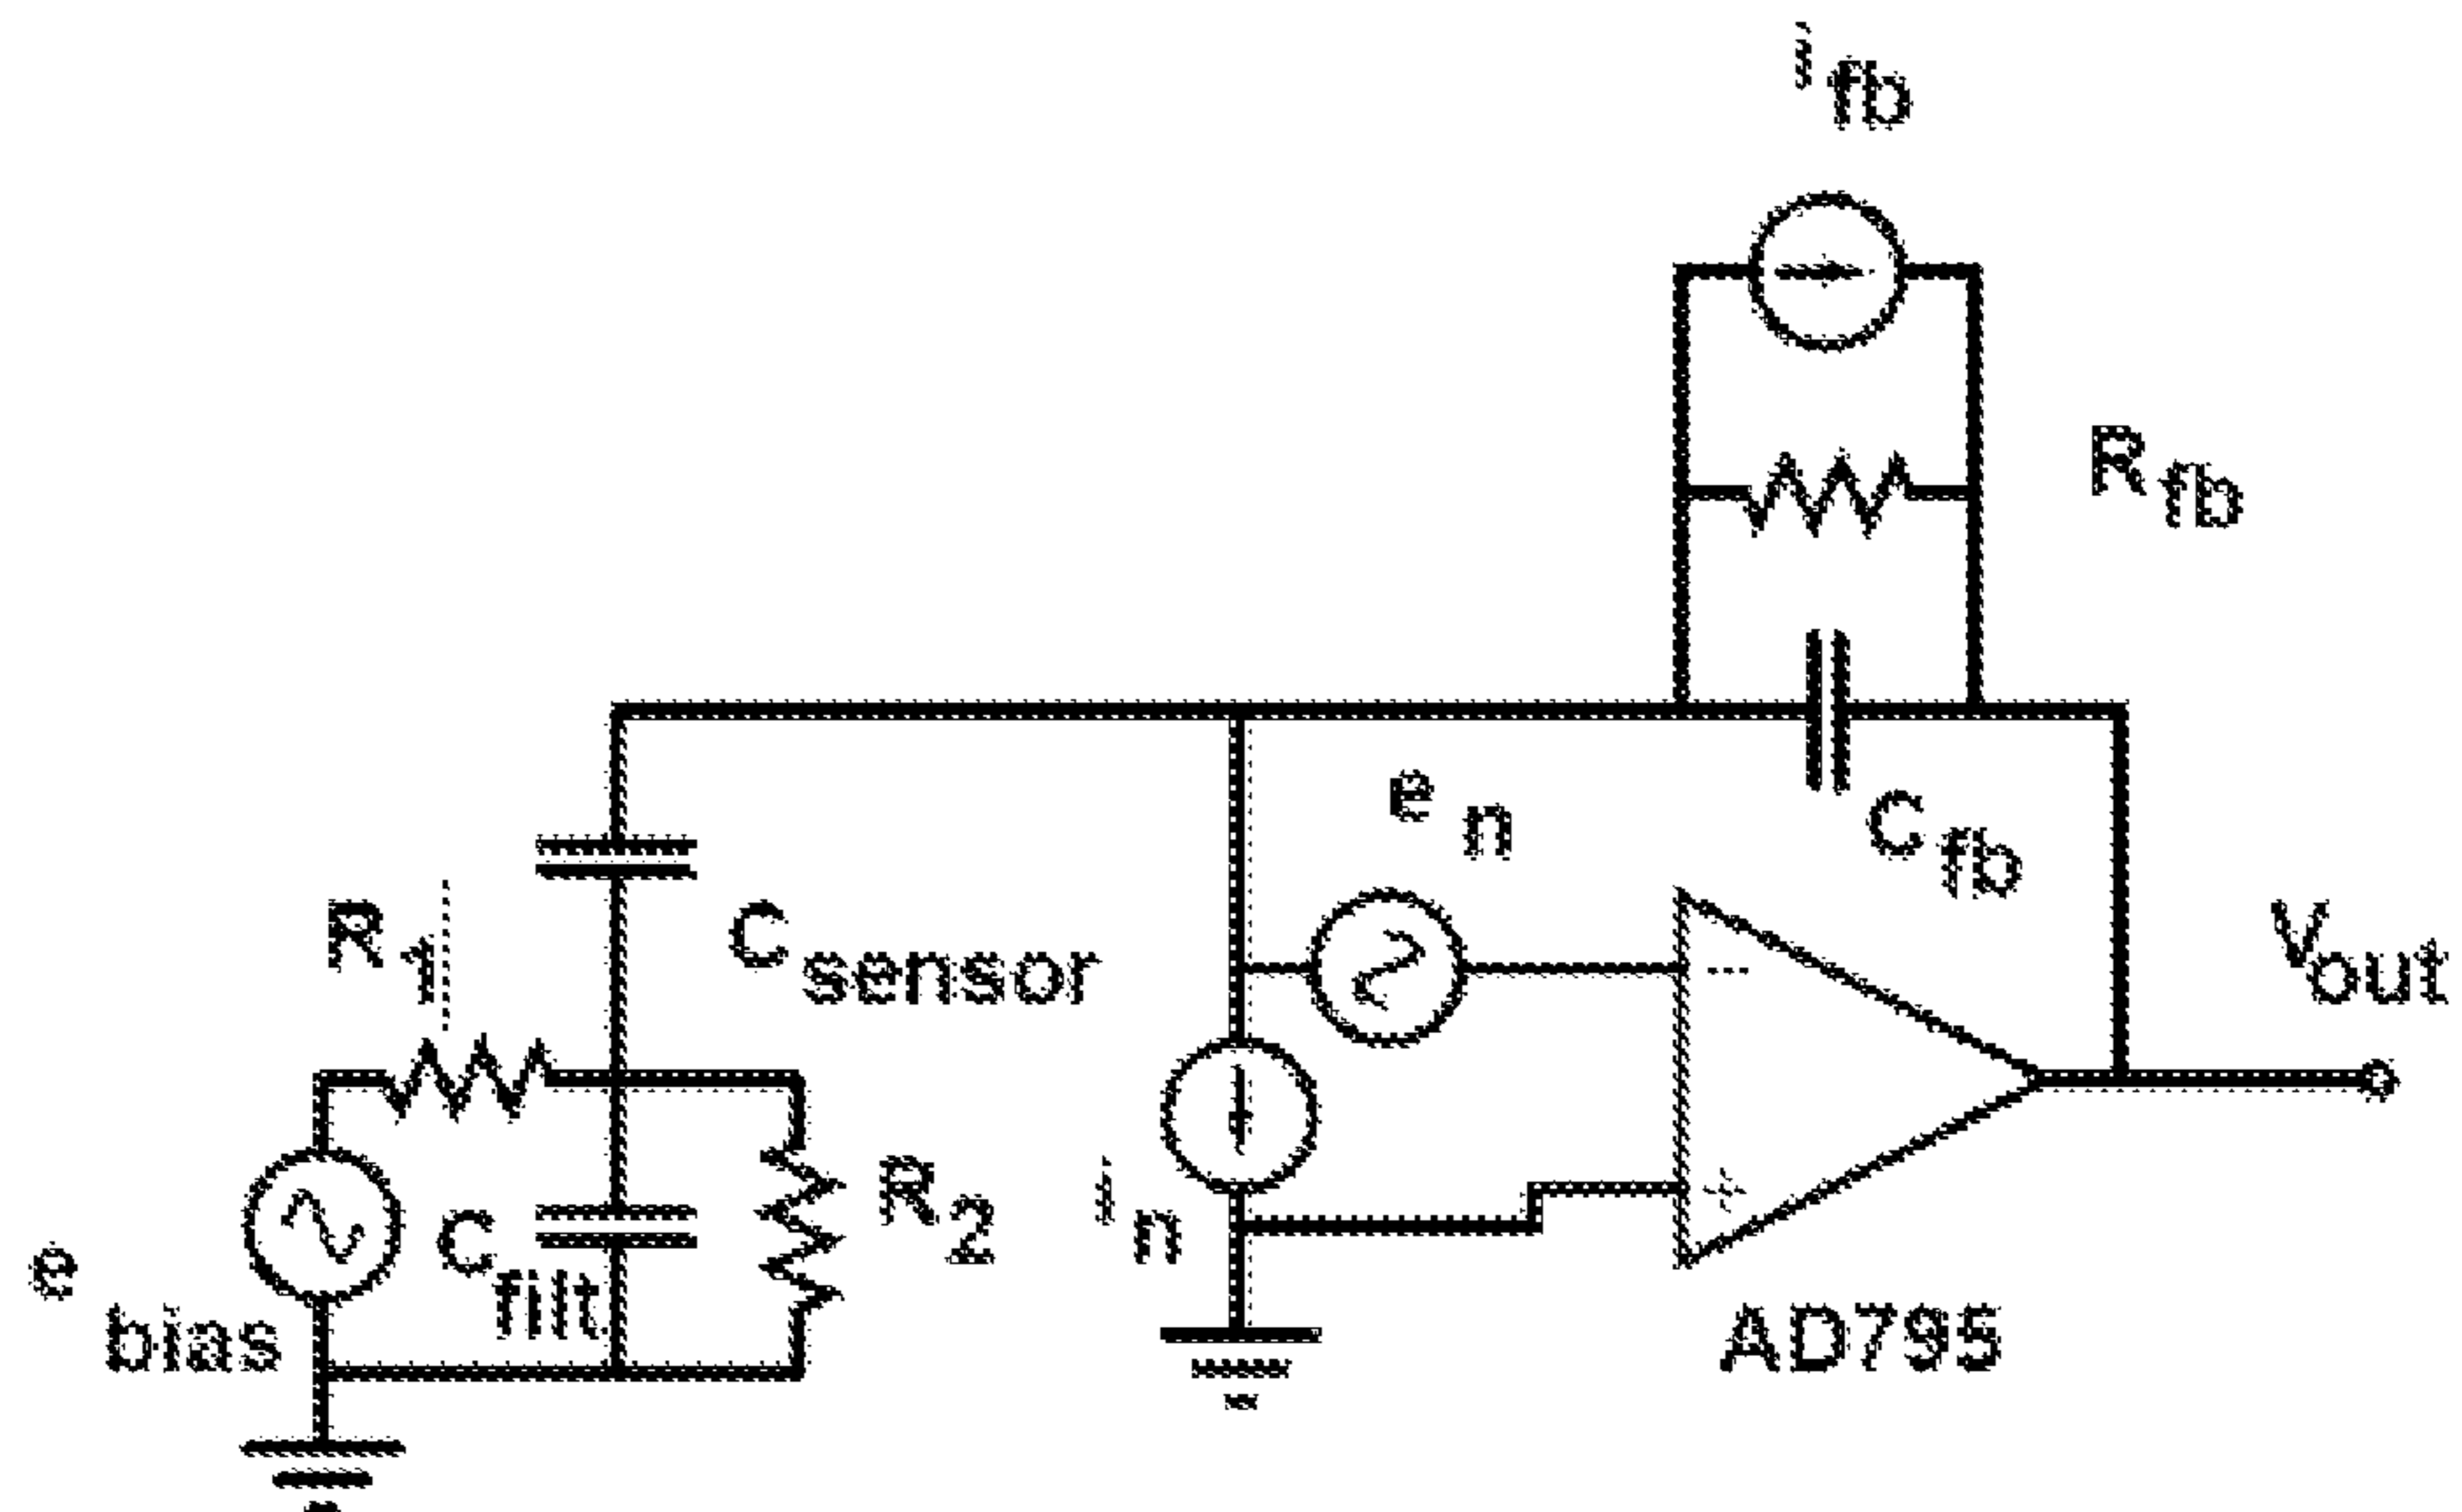 i fb
R fb
e n
C fb
R 1
C sensor
V out
R 2
i n
e bias
C filt
AD795
-
+